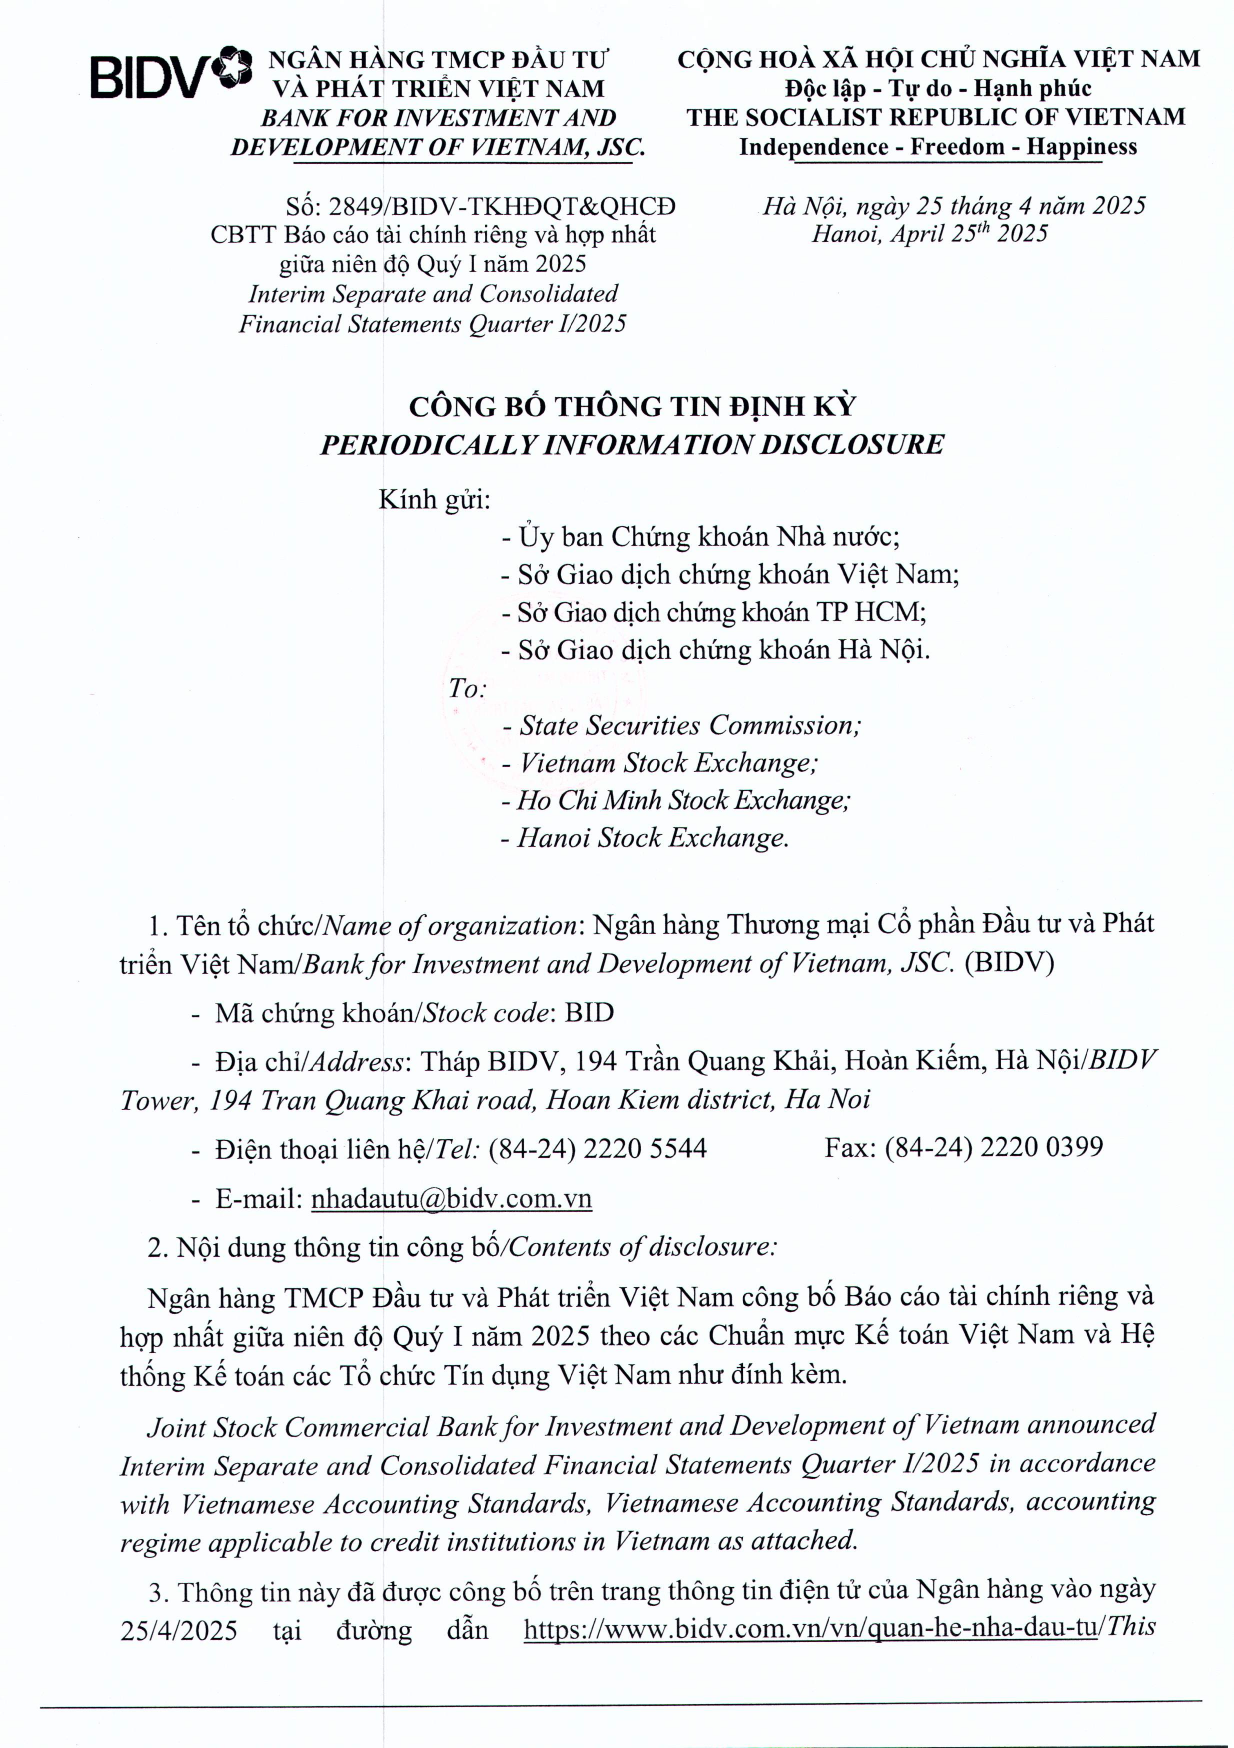 BIDV
NGÂN HÀNG TMCP ĐẦU TƯ
VÀ PHÁT TRIỂN VIỆT NAM
BANK FOR INVESTMENT AND
DEVELOPMENT OF VIETNAM, JSC.
CỘNG HOÀ XÃ HỘI CHỦ NGHĨA VIỆT NAM
Độc lập - Tự do - Hạnh phúc
THE SOCIALIST REPUBLIC OF VIETNAM
Independence - Freedom - Happiness
Số: 2849/BIDV-TKHĐQT&QHCĐ
CBTT Báo cáo tài chính riêng và hợp nhất
giữa niên độ Quý I năm 2025
Interim Separate and Consolidated
Financial Statements Quarter I/2025
Hà Nội, ngày 25 tháng 4 năm 2025
Hanoi, April 25th 2025
CÔNG BỐ THÔNG TIN ĐỊNH KỲ
PERIODICALLY INFORMATION DISCLOSURE
Kính gửi:
- Ủy ban Chứng khoán Nhà nước;
- Sở Giao dịch chứng khoán Việt Nam;
- Sở Giao dịch chứng khoán TP HCM;
- Sở Giao dịch chứng khoán Hà Nội.
To:
- State Securities Commission;
- Vietnam Stock Exchange;
- Ho Chi Minh Stock Exchange;
- Hanoi Stock Exchange.
1. Tên tổ chức/Name of organization: Ngân hàng Thương mại Cổ phần Đầu tư và Phát
triển Việt Nam/Bank for Investment and Development of Vietnam, JSC. (BIDV)
- Mã chứng khoán/Stock code: BID
- Địa chỉ/Address: Tháp BIDV, 194 Trần Quang Khải, Hoàn Kiếm, Hà Nội/BIDV
Tower, 194 Tran Quang Khai road, Hoan Kiem district, Ha Noi
- Điện thoại liên hệ/Tel: (84-24) 2220 5544 Fax: (84-24) 2220 0399
- E-mail: nhadautu@bidv.com.vn
2. Nội dung thông tin công bố/Contents of disclosure:
Ngân hàng TMCP Đầu tư và Phát triển Việt Nam công bố Báo cáo tài chính riêng và
hợp nhất giữa niên độ Quý I năm 2025 theo các Chuẩn mực Kế toán Việt Nam và Hệ
thống Kế toán các Tổ chức Tín dụng Việt Nam như đính kèm.
Joint Stock Commercial Bank for Investment and Development of Vietnam announced
Interim Separate and Consolidated Financial Statements Quarter I/2025 in accordance
with Vietnamese Accounting Standards, Vietnamese Accounting Standards, accounting
regime applicable to credit institutions in Vietnam as attached.
3. Thông tin này đã được công bố trên trang thông tin điện tử của Ngân hàng vào ngày
25/4/2025 tại đường dẫn https://www.bidv.com.vn/vn/quan-he-nha-dau-tu/This